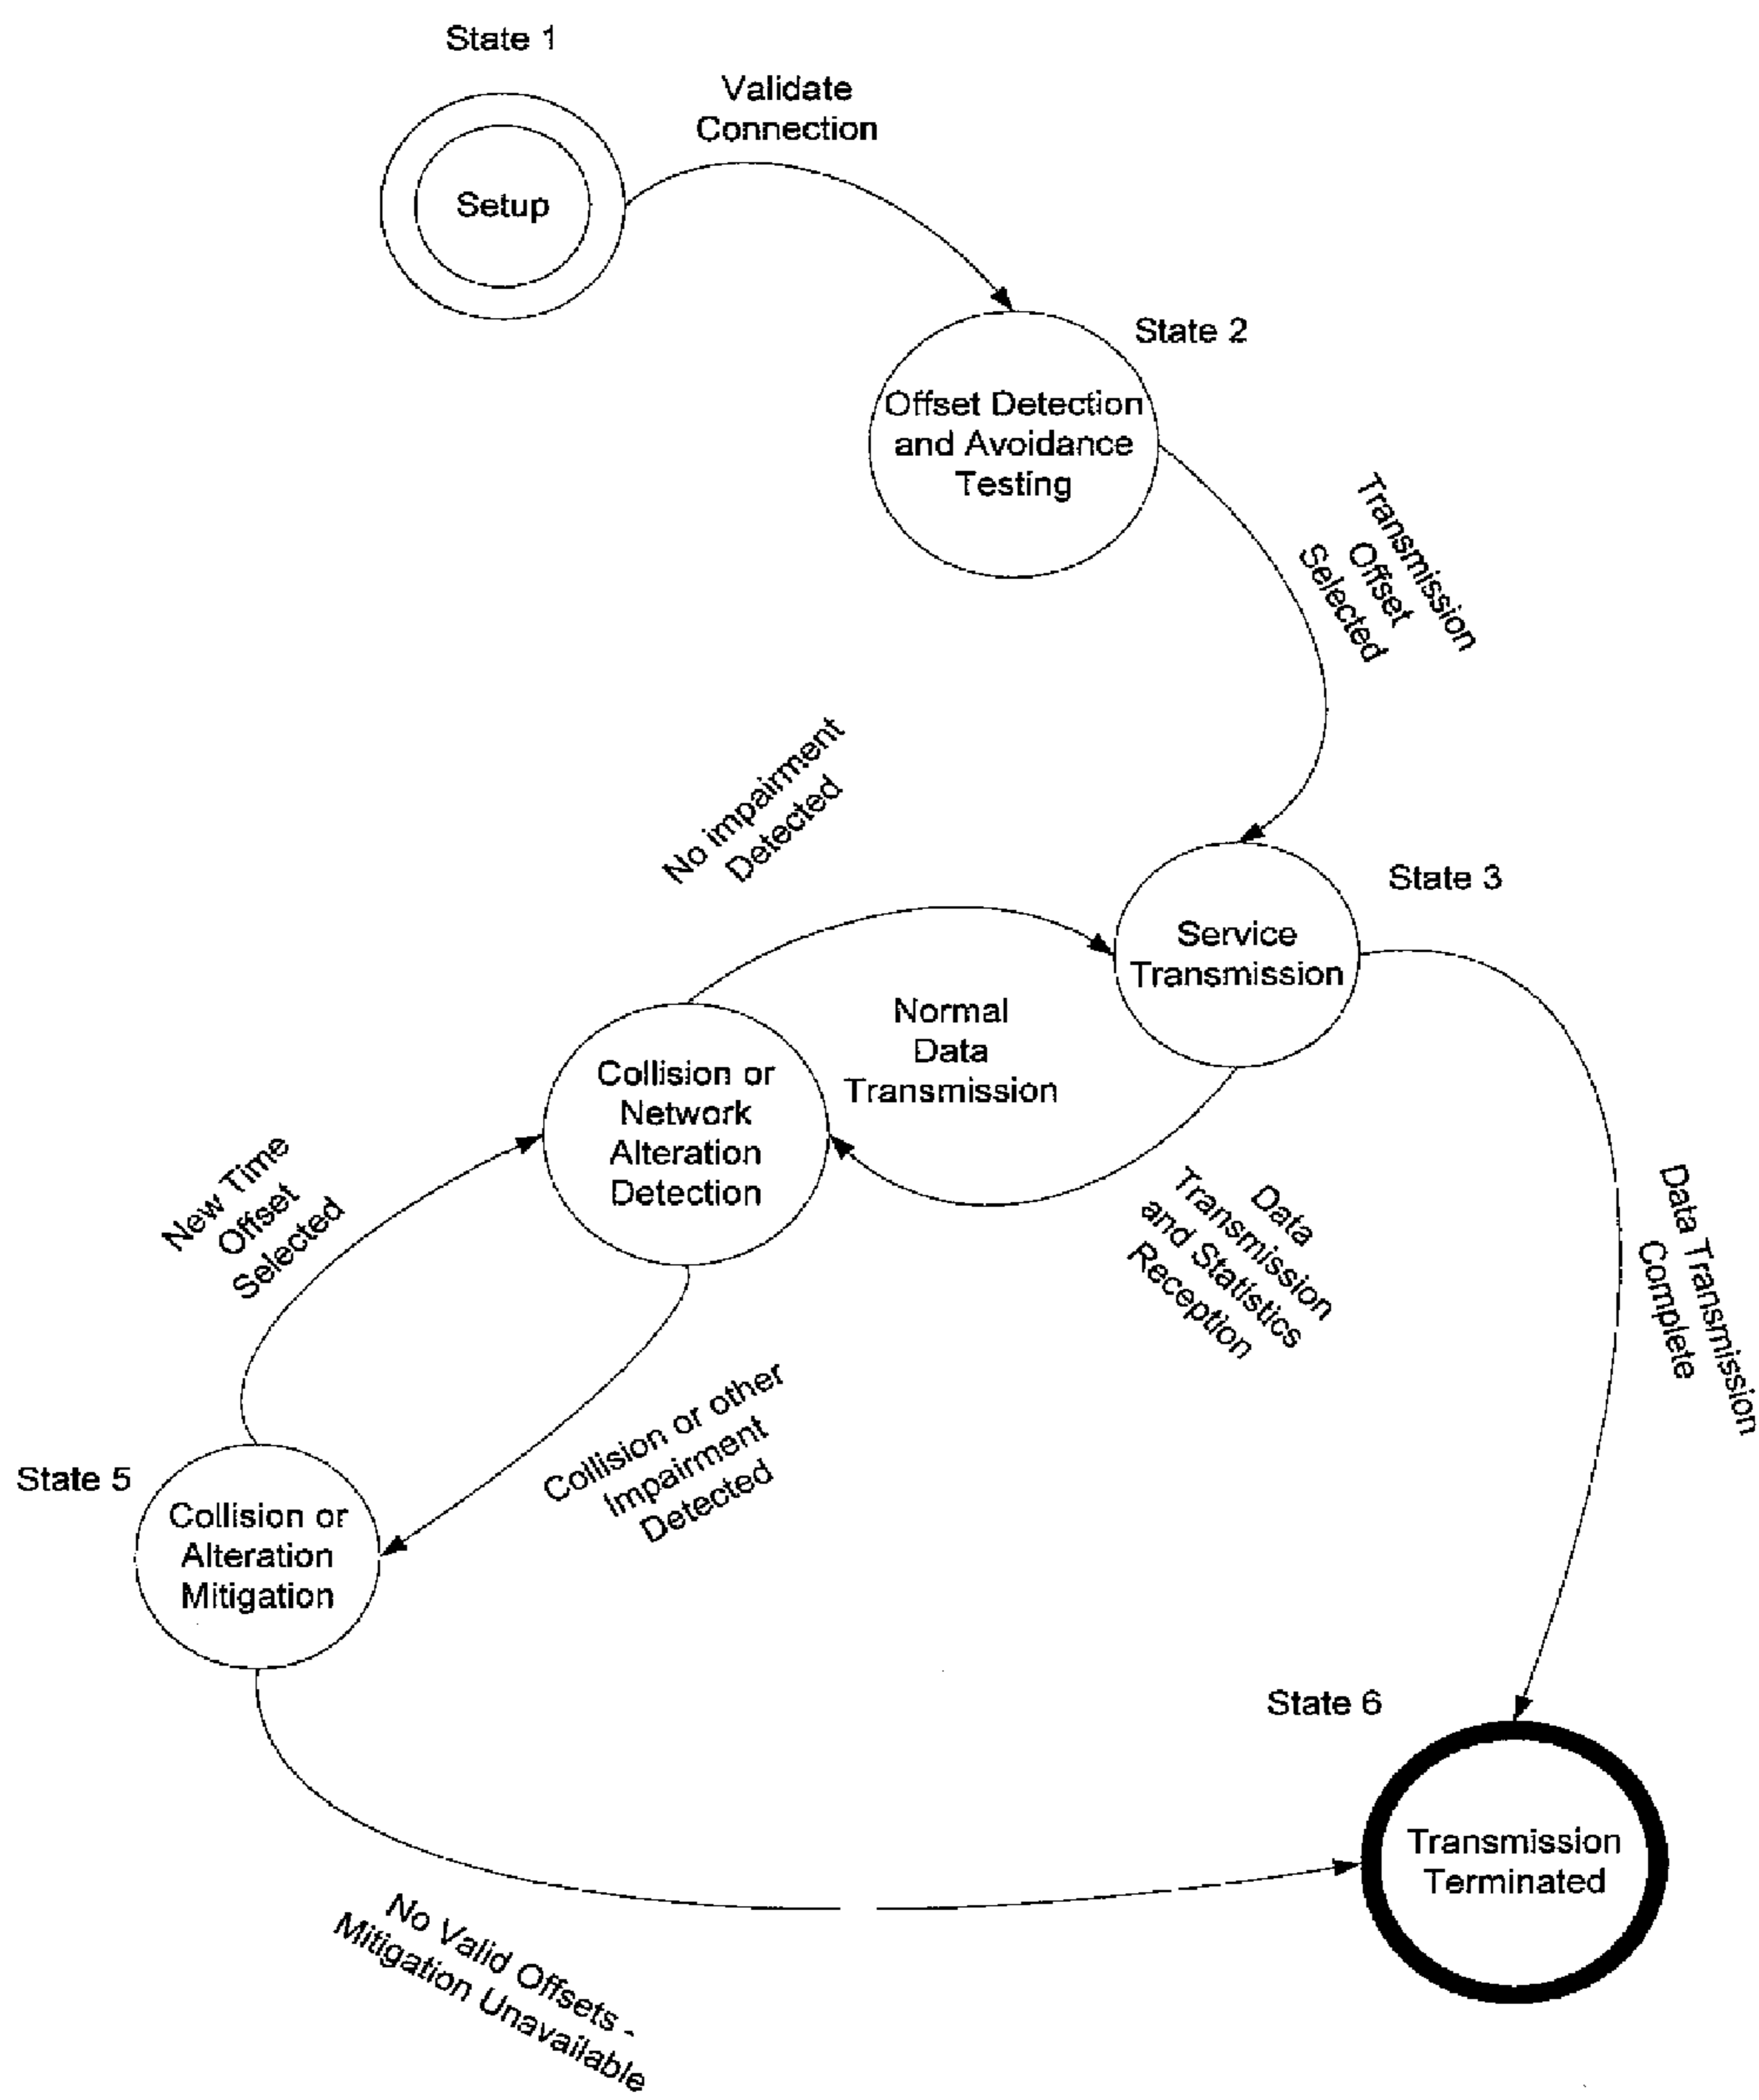 State 1
Validate
Connection
Setup
State 2
Offset Detection
and Avoidance
Testing
Transmission
Offset
Selected
No impairment
Detected
State 3
Service
Transmission
Normal
Data
Transmission
Collision or
Network
Alteration
Detection
New Time
Offset
Selected
Data
Transmission
and Statistics
Reception
Data Transmission
Complete
Collision or other
Impairment
Detected
State 5
Collision or
Alteration
Mitigation
State 6
Transmission
Terminated
No Valid Offsets -
Mitigation Unavailable